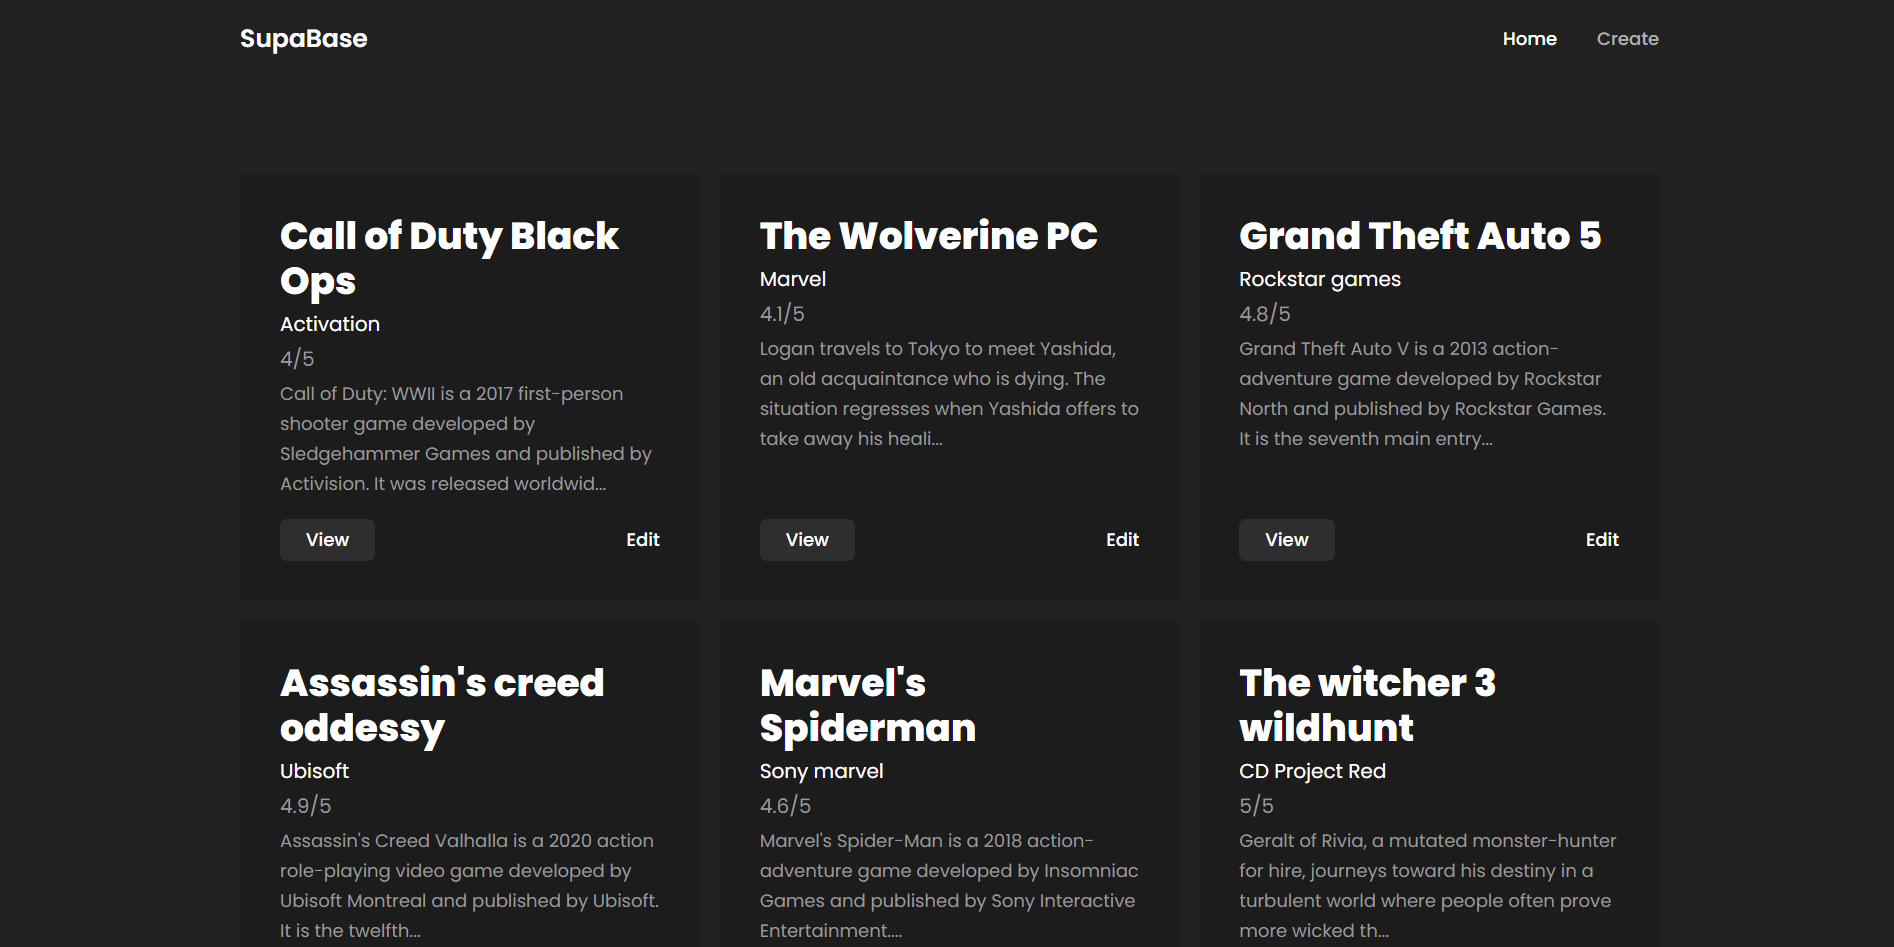 SupaBase
Home
Create
Call of Duty Black
Ops
Activation
4/5
Call of Duty: WWII is a 2017 first-person
shooter game developed by
Sledgehammer Games and published by
Activision. It was released worldwid...
View
Edit
The Wolverine PC
Marvel
4.1/5
Logan travels to Tokyo to meet Yashida,
an old acquaintance who is dying. The
situation regresses when Yashida offers to
take away his heali...
View
Edit
Grand Theft Auto 5
Rockstar games
4.8/5
Grand Theft Auto V is a 2013 action-
adventure game developed by Rockstar
North and published by Rockstar Games.
It is the seventh main entry...
View
Edit
Assassin's creed
oddessy
Ubisoft
4.9/5
Assassin's Creed Valhalla is a 2020 action
role-playing video game developed by
Ubisoft Montreal and published by Ubisoft.
It is the twelfth...
Marvel's
Spiderman
Sony marvel
4.6/5
Marvel's Spider-Man is a 2018 action-
adventure game developed by Insomniac
Games and published by Sony Interactive
Entertainment....
The witcher 3
wildhunt
CD Project Red
5/5
Geralt of Rivia, a mutated monster-hunter
for hire, journeys toward his destiny in a
turbulent world where people often prove
more wicked th...